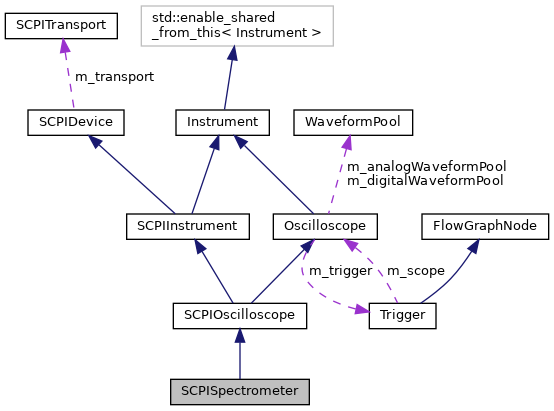 SCPITransport
std::enable_shared
_from_this< Instrument >
m_transport
SCPIDevice
Instrument
WaveformPool
m_analogWaveformPool
m_digitalWaveformPool
SCPIInstrument
Oscilloscope
FlowGraphNode
m_trigger
m_scope
SCPIOscilloscope
Trigger
SCPISpectrometer